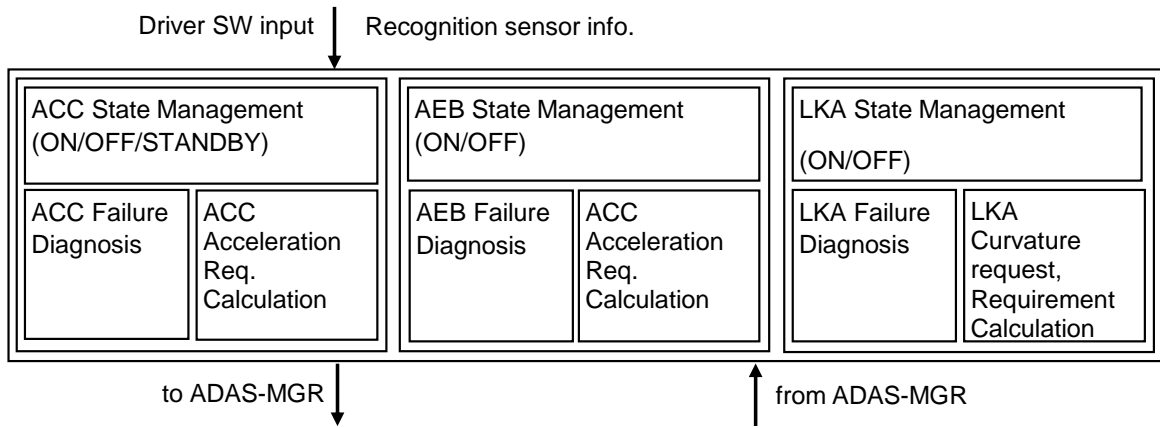 Driver SW input
Recognition sensor info.
ACC State Management
(ON/OFF/STANDBY)
ACC Failure
Diagnosis
ACC
Acceleration
Req.
Calculation
AEB State Management
(ON/OFF)
AEB Failure
Diagnosis
ACC
Acceleration
Req.
Calculation
LKA State Management
(ON/OFF)
LKA Failure
Diagnosis
LKA
Curvature
request,
Requirement
Calculation
to ADAS-MGR
from ADAS-MGR